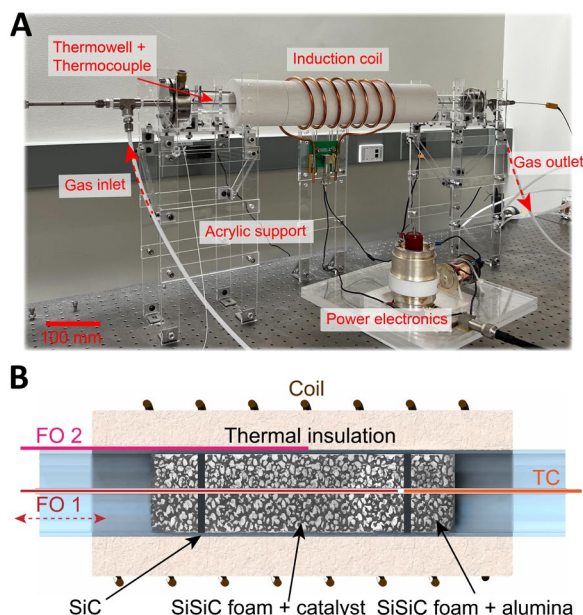 A
Thermowell +
Thermocouple
Induction coil
Gas inlet
Gas outlet
Acrylic support
Power electronics
100 mm
B
Coil
FO 2
Thermal insulation
TC
FO 1
SiC
SiSiC foam + catalyst
SiSiC foam + alumina